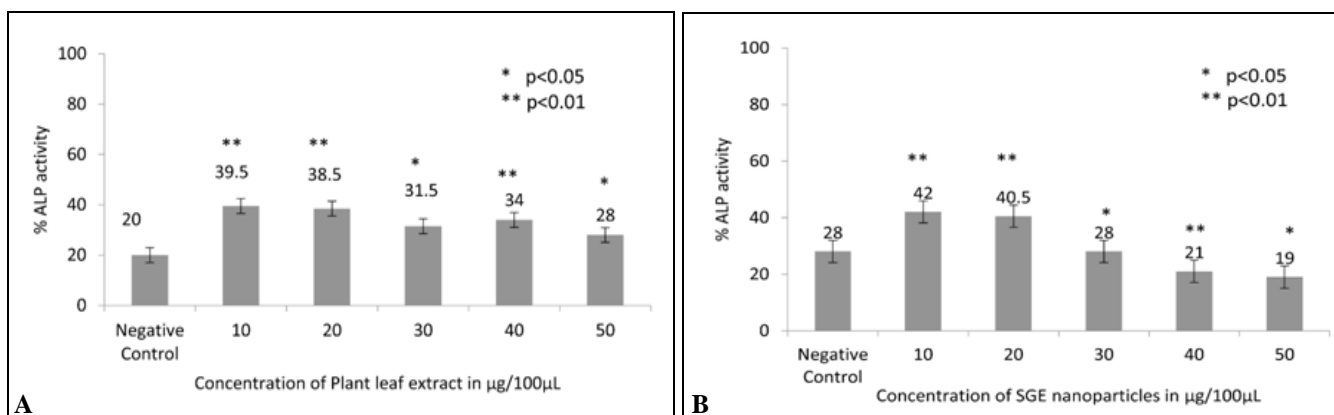 100
80
60
40
20
0
% ALP activity
* p<0.05
** p<0.01
20
** 39.5
** 38.5
* 31.5
** 34
* 28
Negative Control
10
20
30
40
50
Concentration of Plant leaf extract in µg/100µL
A
100
80
60
40
20
0
% ALP activity
* p<0.05
** p<0.01
28
** 42
** 40.5
* 28
** 21
* 19
Negative Control
10
20
30
40
50
Concentration of SGE nanoparticles in µg/100µL
B